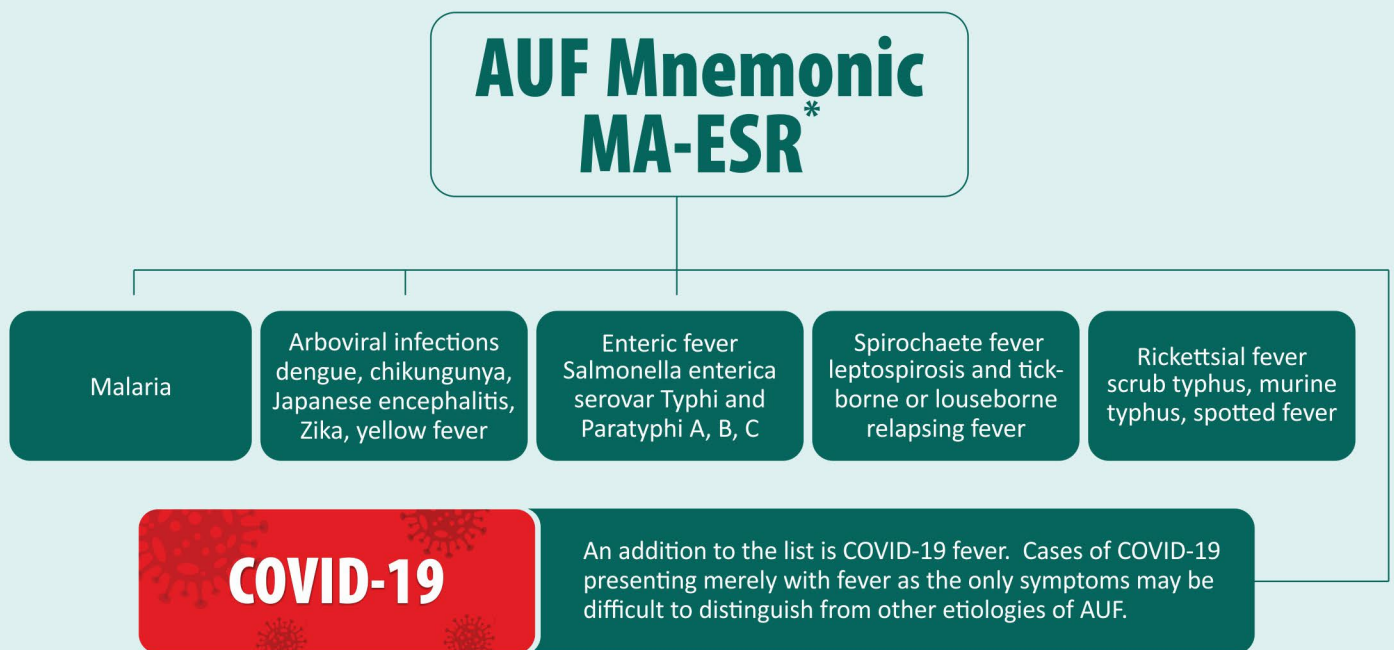 AUF Mnemonic
MA-ESR*
Malaria
Arboviral infections
dengue, chikungunya,
Japanese encephalitis,
Zika, yellow fever
Enteric fever
Salmonella enterica
serovar Typhi and
Paratyphi A, B, C
Spirochaete fever
leptospirosis and tick-
borne or louseborne
relapsing fever
Rickettsial fever
scrub typhus, murine
typhus, spotted fever
COVID-19
An addition to the list is COVID-19 fever. Cases of COVID-19
presenting merely with fever as the only symptoms may be
difficult to distinguish from other etiologies of AUF.